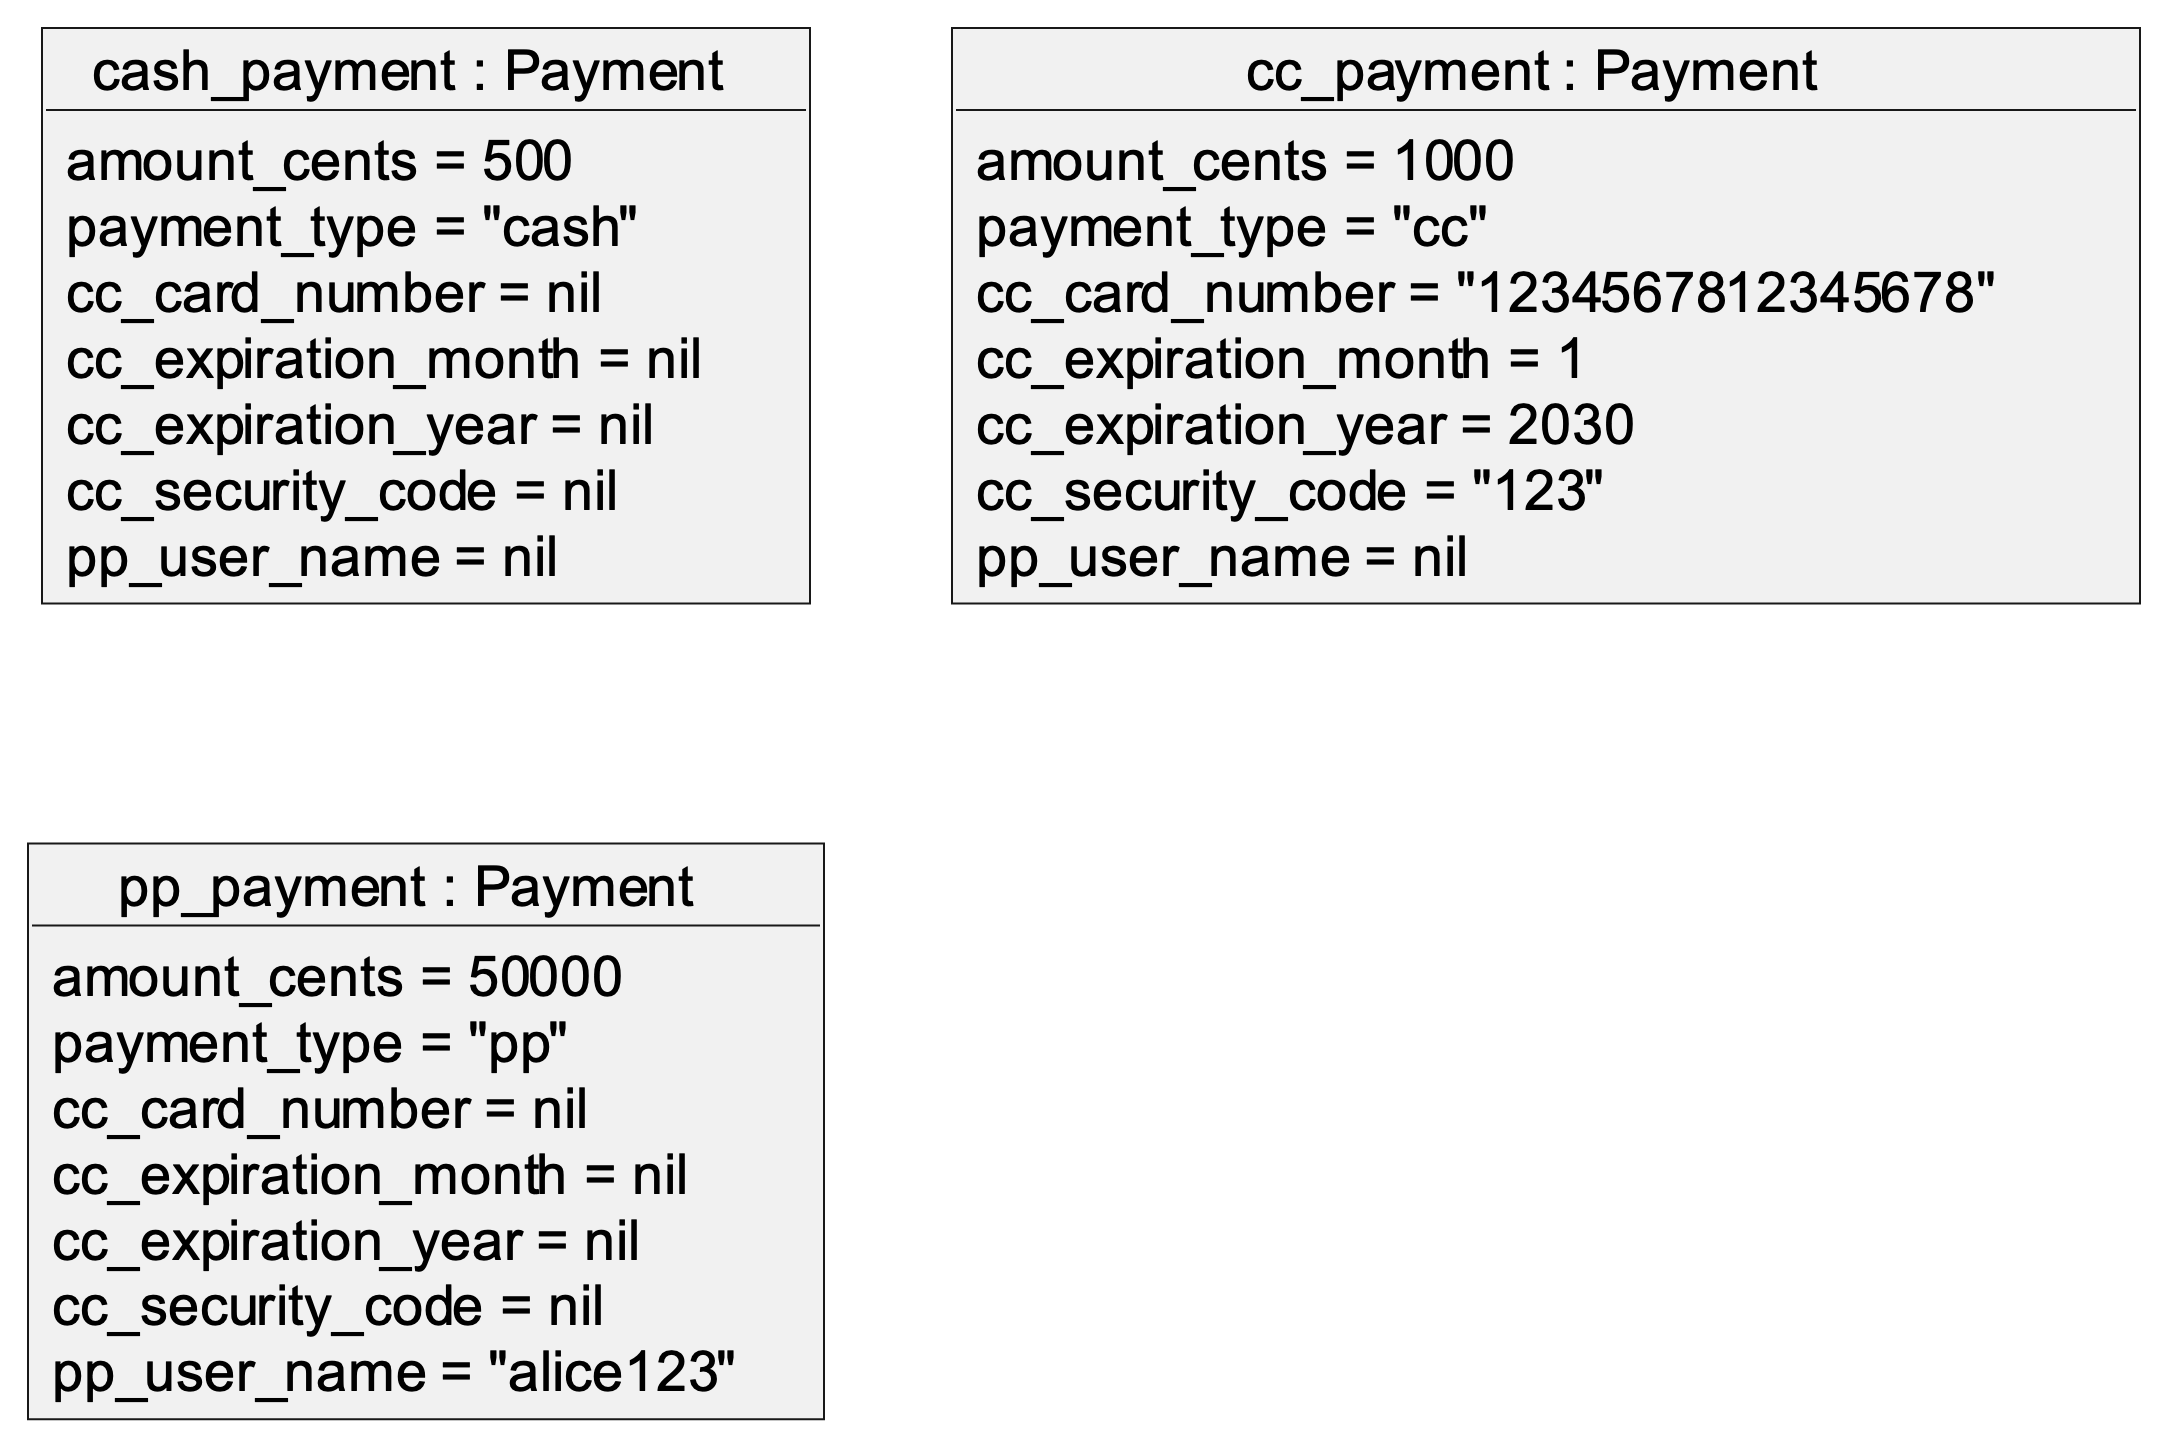 cash_payment : Payment
amount_cents = 500
payment_type = "cash"
cc_card_number = nil
cc_expiration_month = nil
cc_expiration_year = nil
cc_security_code = nil
pp_user_name = nil
cc_payment : Payment
amount_cents = 1000
payment_type = "cc"
cc_card_number = "1234567812345678"
cc_expiration_month = 1
cc_expiration_year = 2030
cc_security_code = "123"
pp_user_name = nil
pp_payment : Payment
amount_cents = 50000
payment_type = "pp"
cc_card_number = nil
cc_expiration_month = nil
cc_expiration_year = nil
cc_security_code = nil
pp_user_name = "alice123"